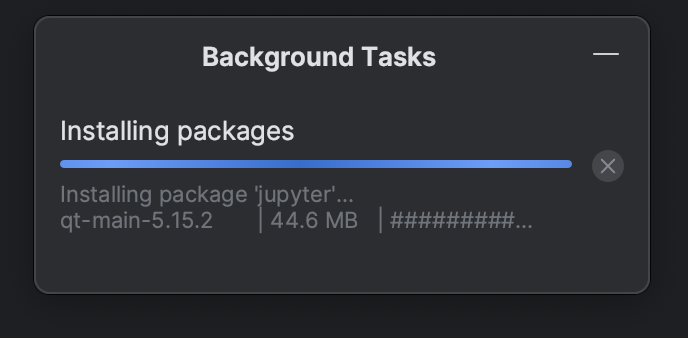 Background Tasks
Installing packages
Installing package 'jupyter'...
qt-main-5.15.2 | 44.6 MB | #########...